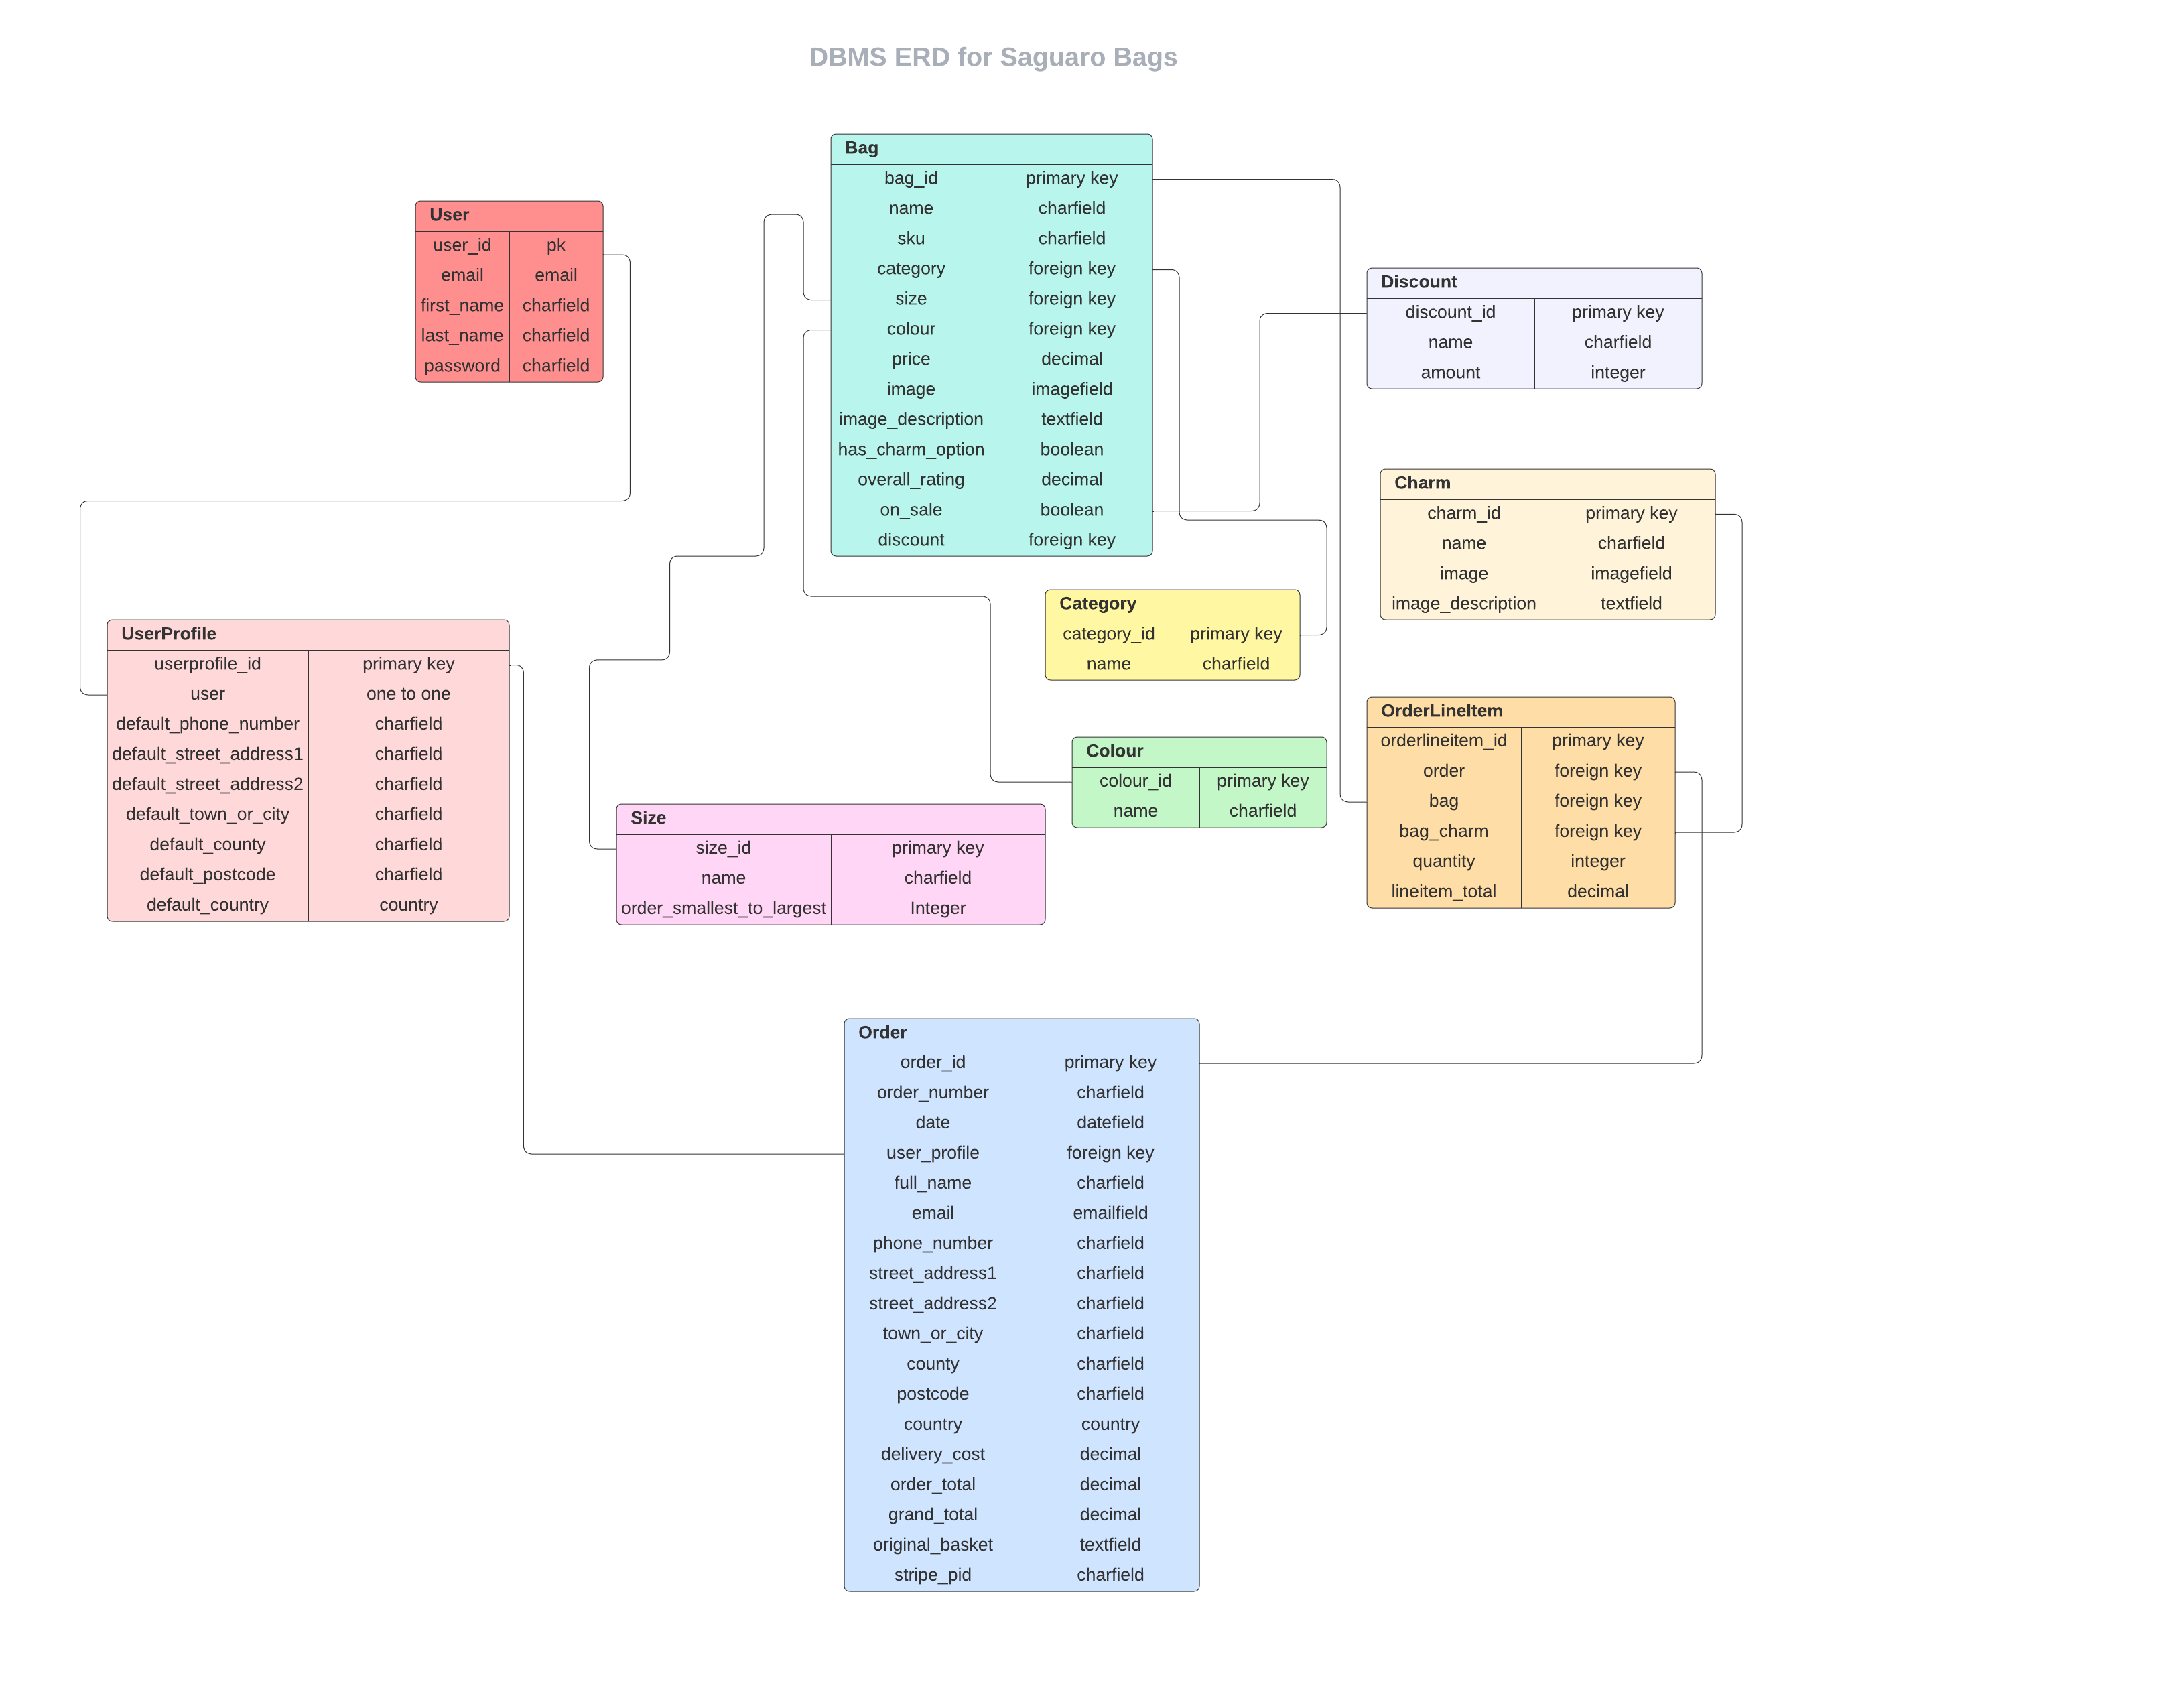 DBMS ERD for Saguaro Bags
Bag
bag_id primary key
name charfield
sku charfield
category foreign key
size foreign key
colour foreign key
price decimal
image imagefield
image_description textfield
has_charm_option boolean
overall_rating decimal
on_sale boolean
discount foreign key
User
user_id pk
email email
first_name charfield
last_name charfield
password charfield
Discount
discount_id primary key
name charfield
amount integer
Charm
charm_id primary key
name charfield
image imagefield
image_description textfield
Category
category_id primary key
name charfield
UserProfile
userprofile_id primary key
user one to one
default_phone_number charfield
default_street_address1 charfield
default_street_address2 charfield
default_town_or_city charfield
default_county charfield
default_postcode charfield
default_country country
OrderLineItem
orderlineitem_id primary key
order foreign key
bag foreign key
bag_charm foreign key
quantity integer
lineitem_total decimal
Colour
colour_id primary key
name charfield
Size
size_id primary key
name charfield
order_smallest_to_largest Integer
Order
order_id primary key
order_number charfield
date datefield
user_profile foreign key
full_name charfield
email emailfield
phone_number charfield
street_address1 charfield
street_address2 charfield
town_or_city charfield
county charfield
postcode charfield
country country
delivery_cost decimal
order_total decimal
grand_total decimal
original_basket textfield
stripe_pid charfield